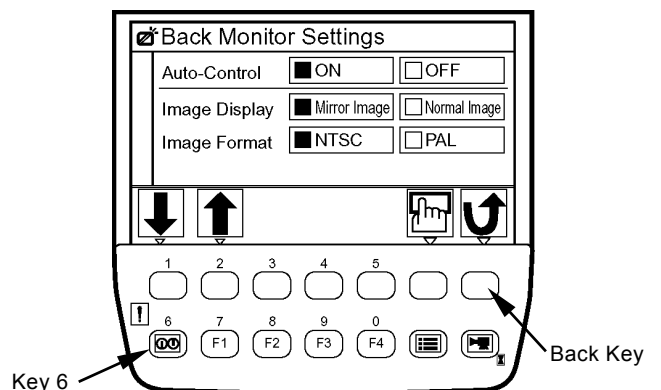 Back Monitor Settings
Auto-Control ON OFF
Image Display Mirror Image Normal Image
Image Format NTSC PAL
1 2 3 4 5
6 7 8 9 0
F1 F2 F3 F4
Back Key
Key 6